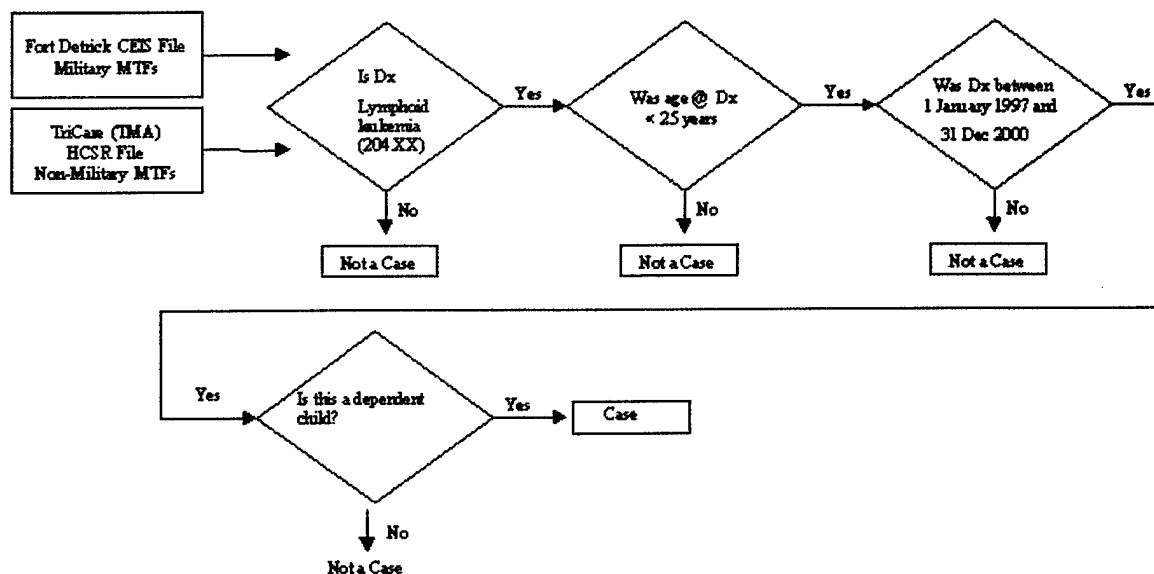 Fort Detrick CEIS File
Military MTFs
TriCare (TMA)
HCSR File
Non-Military MTFs
Is Dx
Lymphoid
leukemia
(204.XX)
Yes
No
Not a Case
Was age @ Dx
< 25 years
Yes
No
Not a Case
Was Dx between
1 January 1997 and
31 Dec 2000
Yes
No
Not a Case
Yes
Is this a dependent
child?
Yes
Case
No
Not a Case